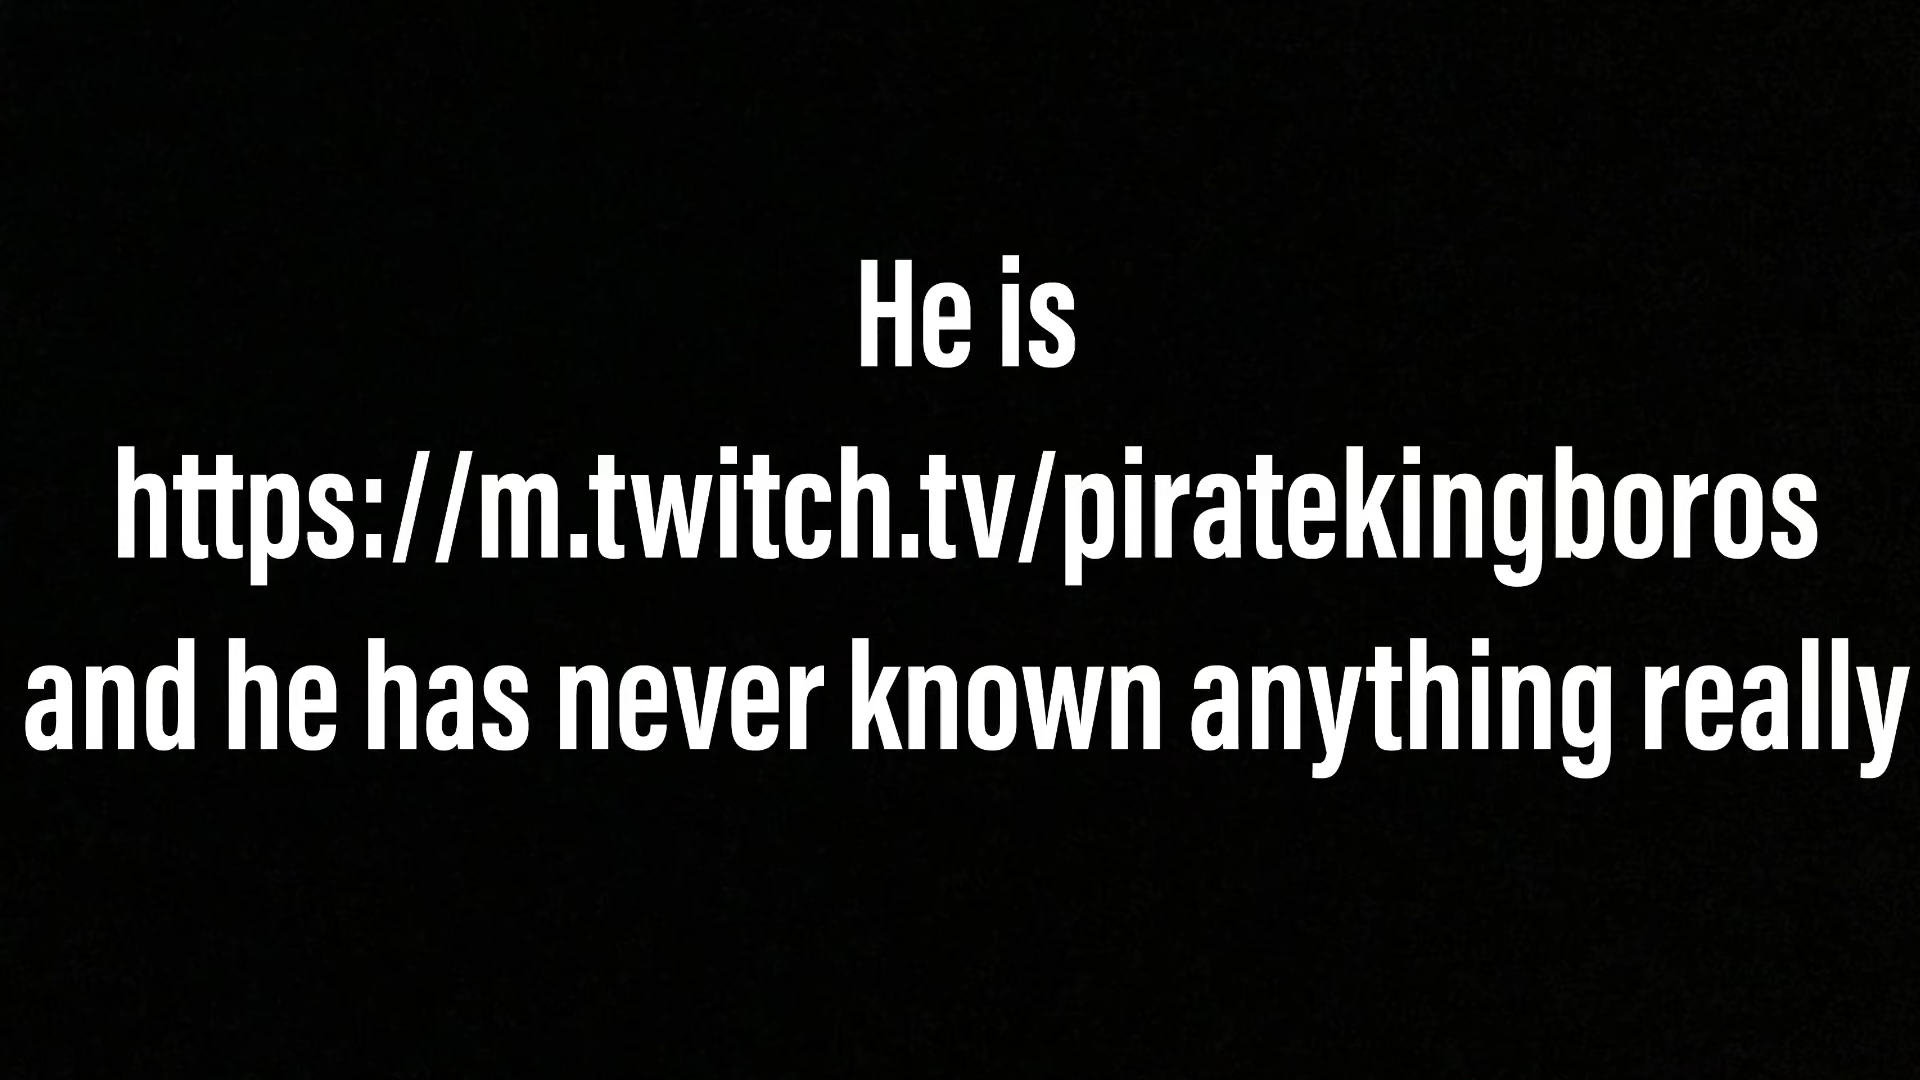 He is
https://m.twitch.tv/piratekingboros
and he has never known anything really